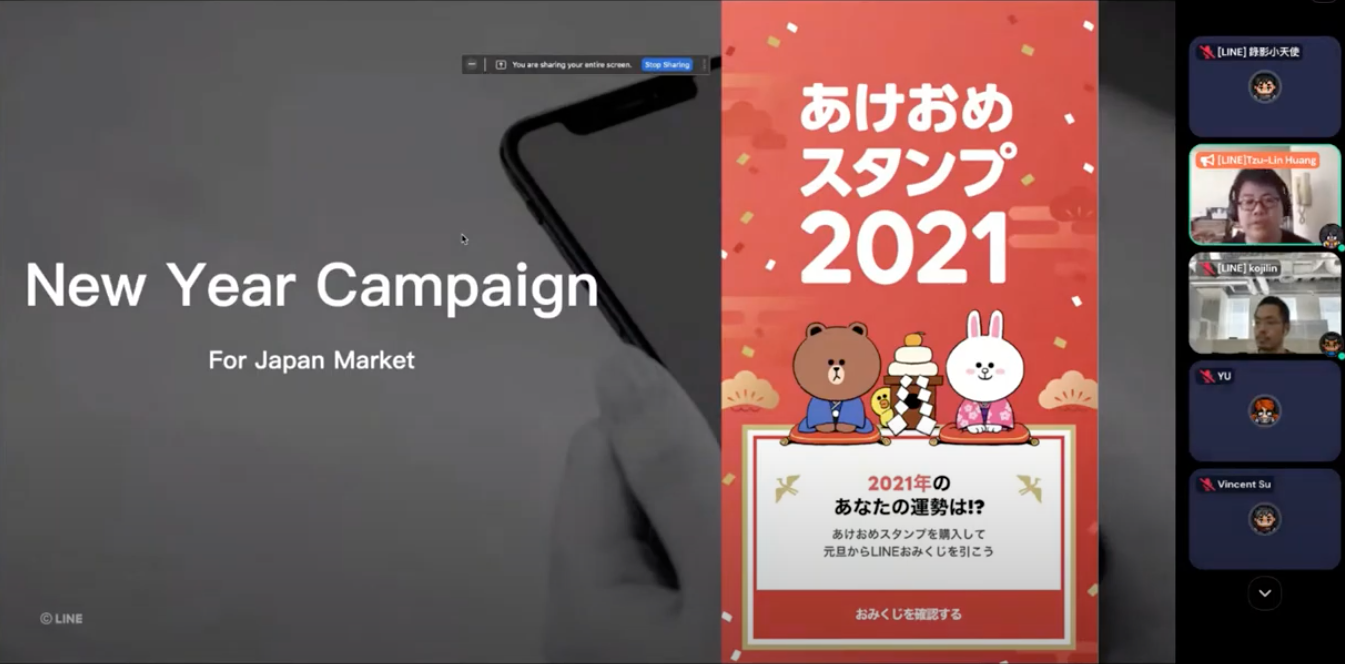 You are sharing your entire screen.
Stop Sharing
New Year Campaign
For Japan Market
© LINE
あけおめ
スタンプ
2021
2021年の
あなたの運勢は!?
あけおめスタンプを購入して
元旦からLINEおみくじを引こう
おみくじを確認する
[LINE] 錄影小天使
[LINE]Tzu-Lin Huang
[LINE] kojilin
YU
Vincent Su